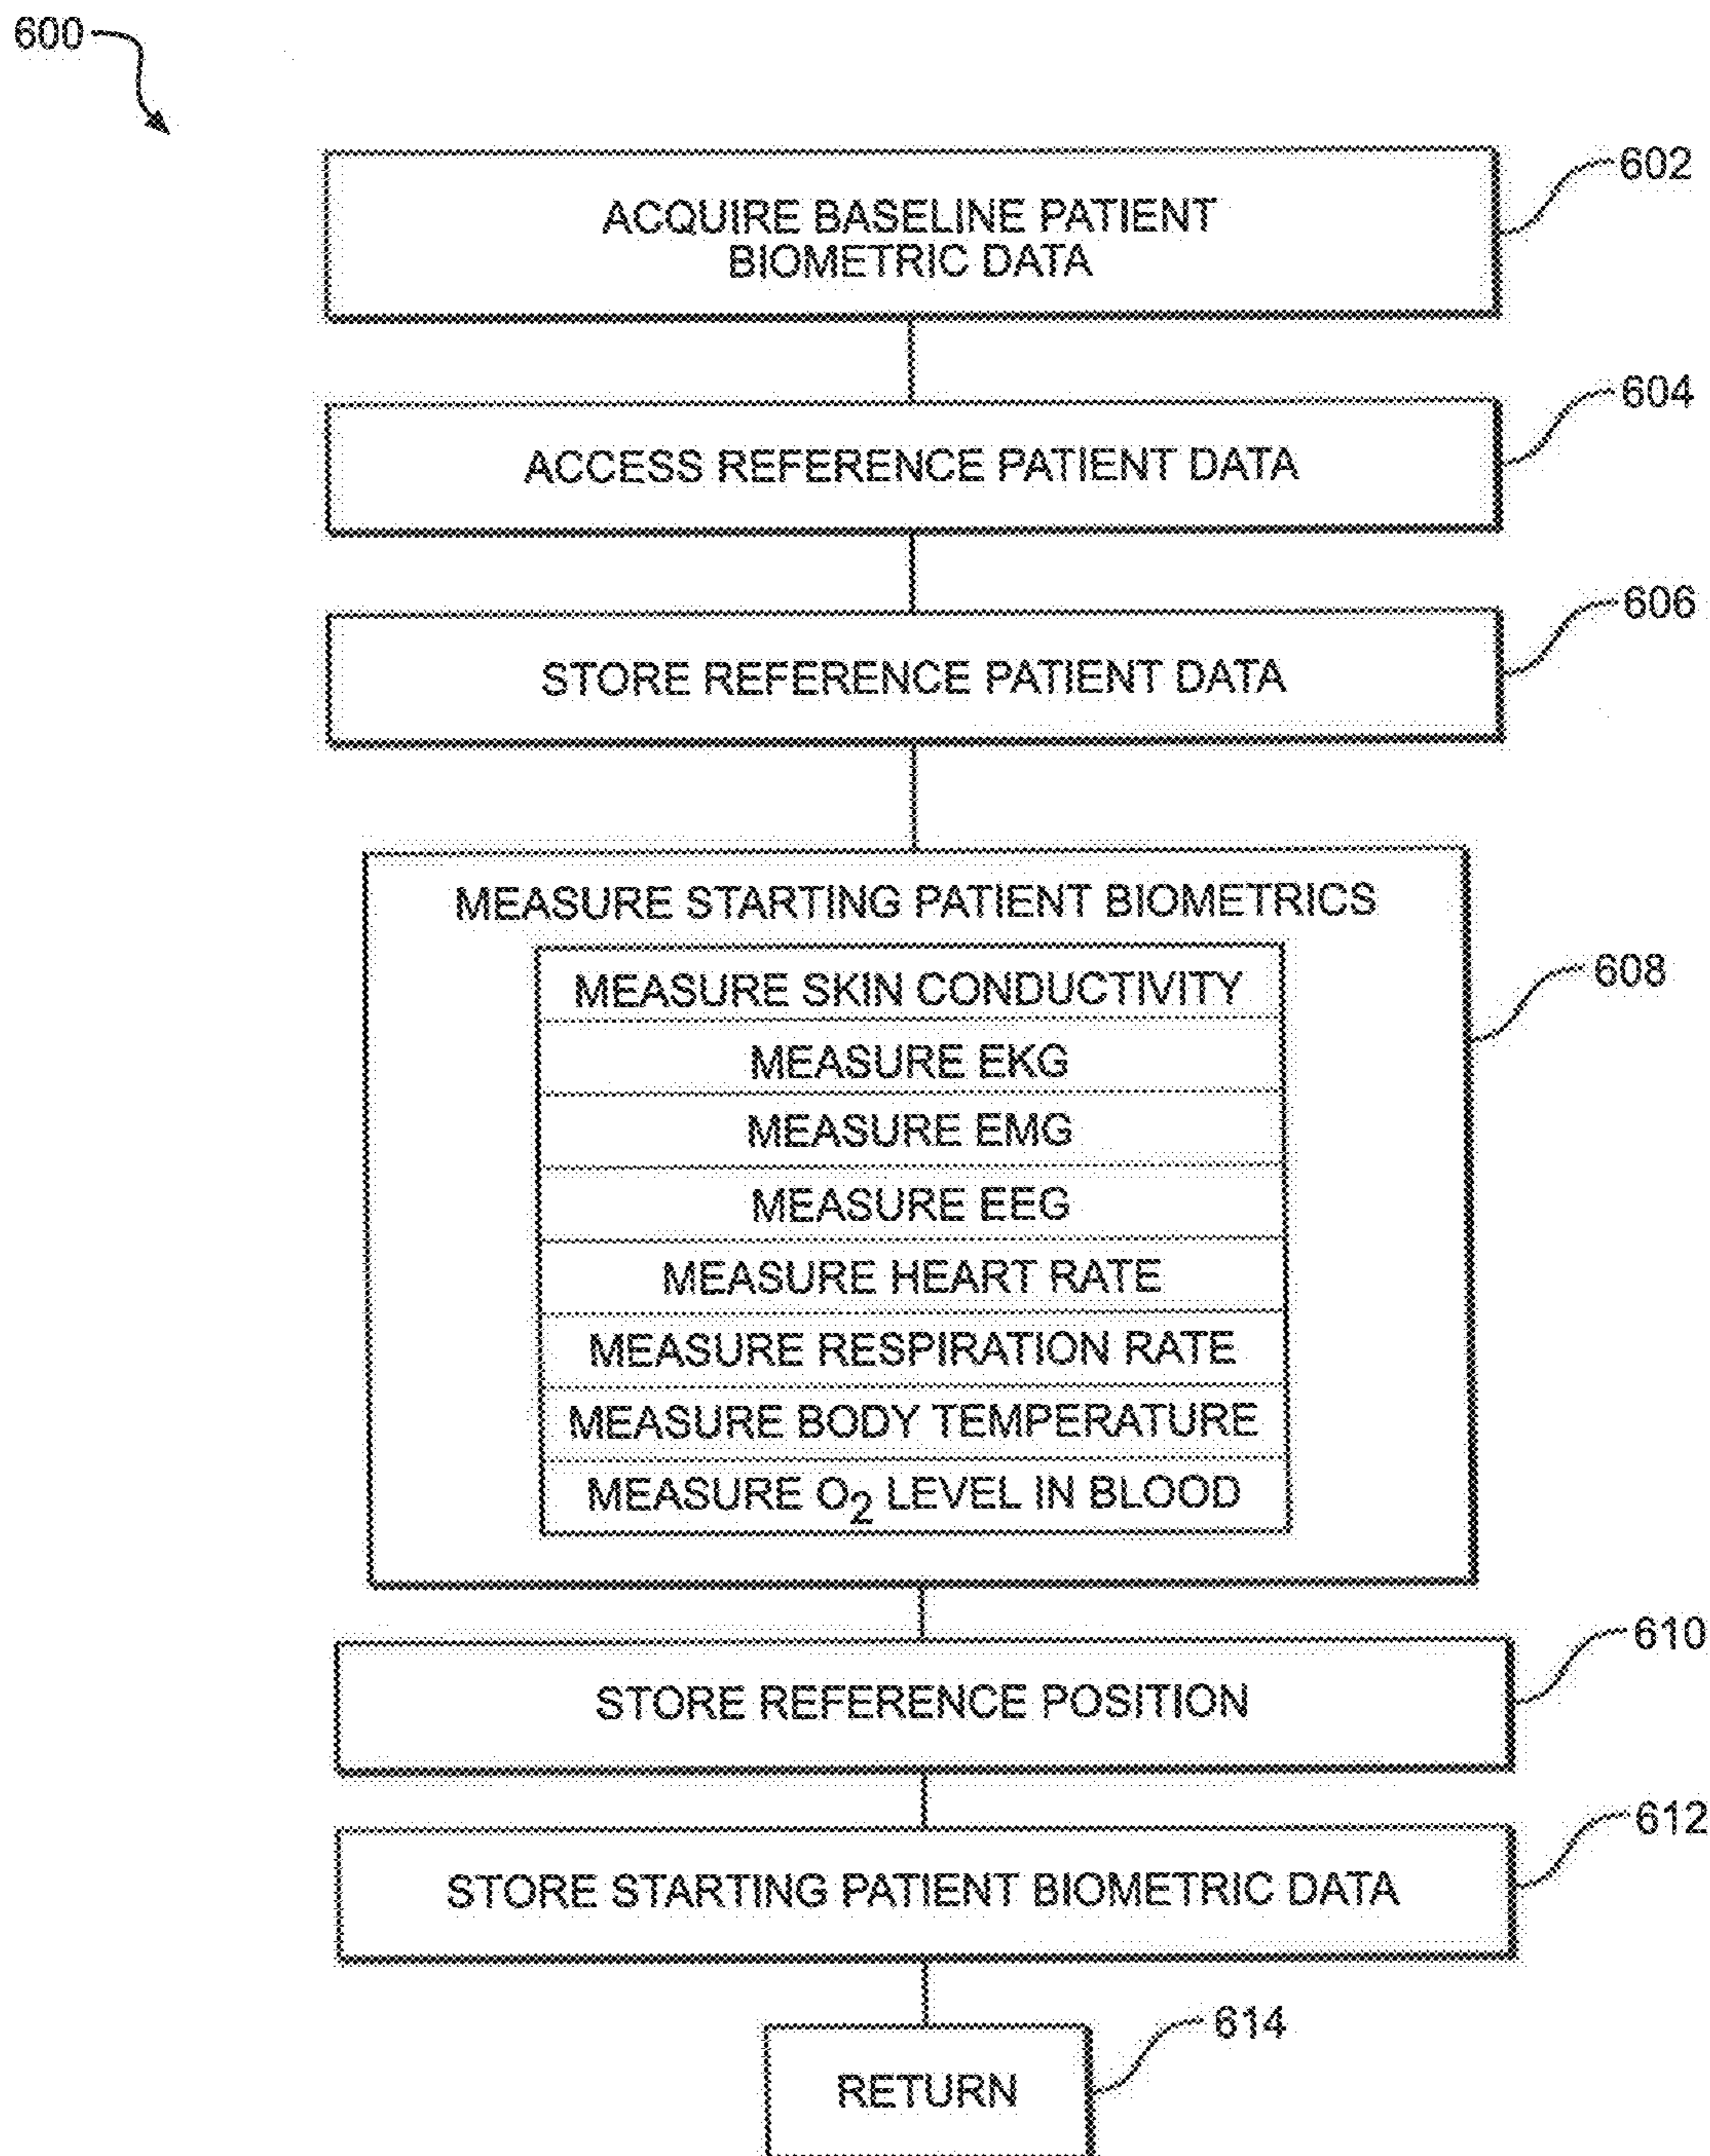 600
602
ACQUIRE BASELINE PATIENT
BIOMETRIC DATA
604
ACCESS REFERENCE PATIENT DATA
606
STORE REFERENCE PATIENT DATA
MEASURE STARTING PATIENT BIOMETRICS
608
MEASURE SKIN CONDUCTIVITY
MEASURE EKG
MEASURE EMG
MEASURE EEG
MEASURE HEART RATE
MEASURE RESPIRATION RATE
MEASURE BODY TEMPERATURE
MEASURE O₂ LEVEL IN BLOOD
610
STORE REFERENCE POSITION
612
STORE STARTING PATIENT BIOMETRIC DATA
614
RETURN